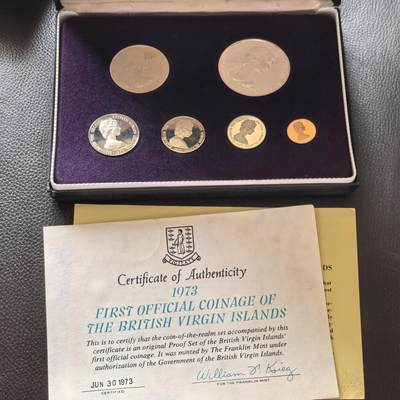 VIGILATE
Certificate of Authenticity
1973
FIRST OFFICIAL COINAGE OF
THE BRITISH VIRGIN ISLANDS
This is to certify that the coin-of-the-realm set accompanied by this
certificate is an original Proof Set of the British Virgin Islands'
first official coinage. It was minted by The Franklin Mint under
authorization of the Government of the British Virgin Islands.
JUN 30 1973
CERTIFIED
FOR THE FRANKLIN MINT